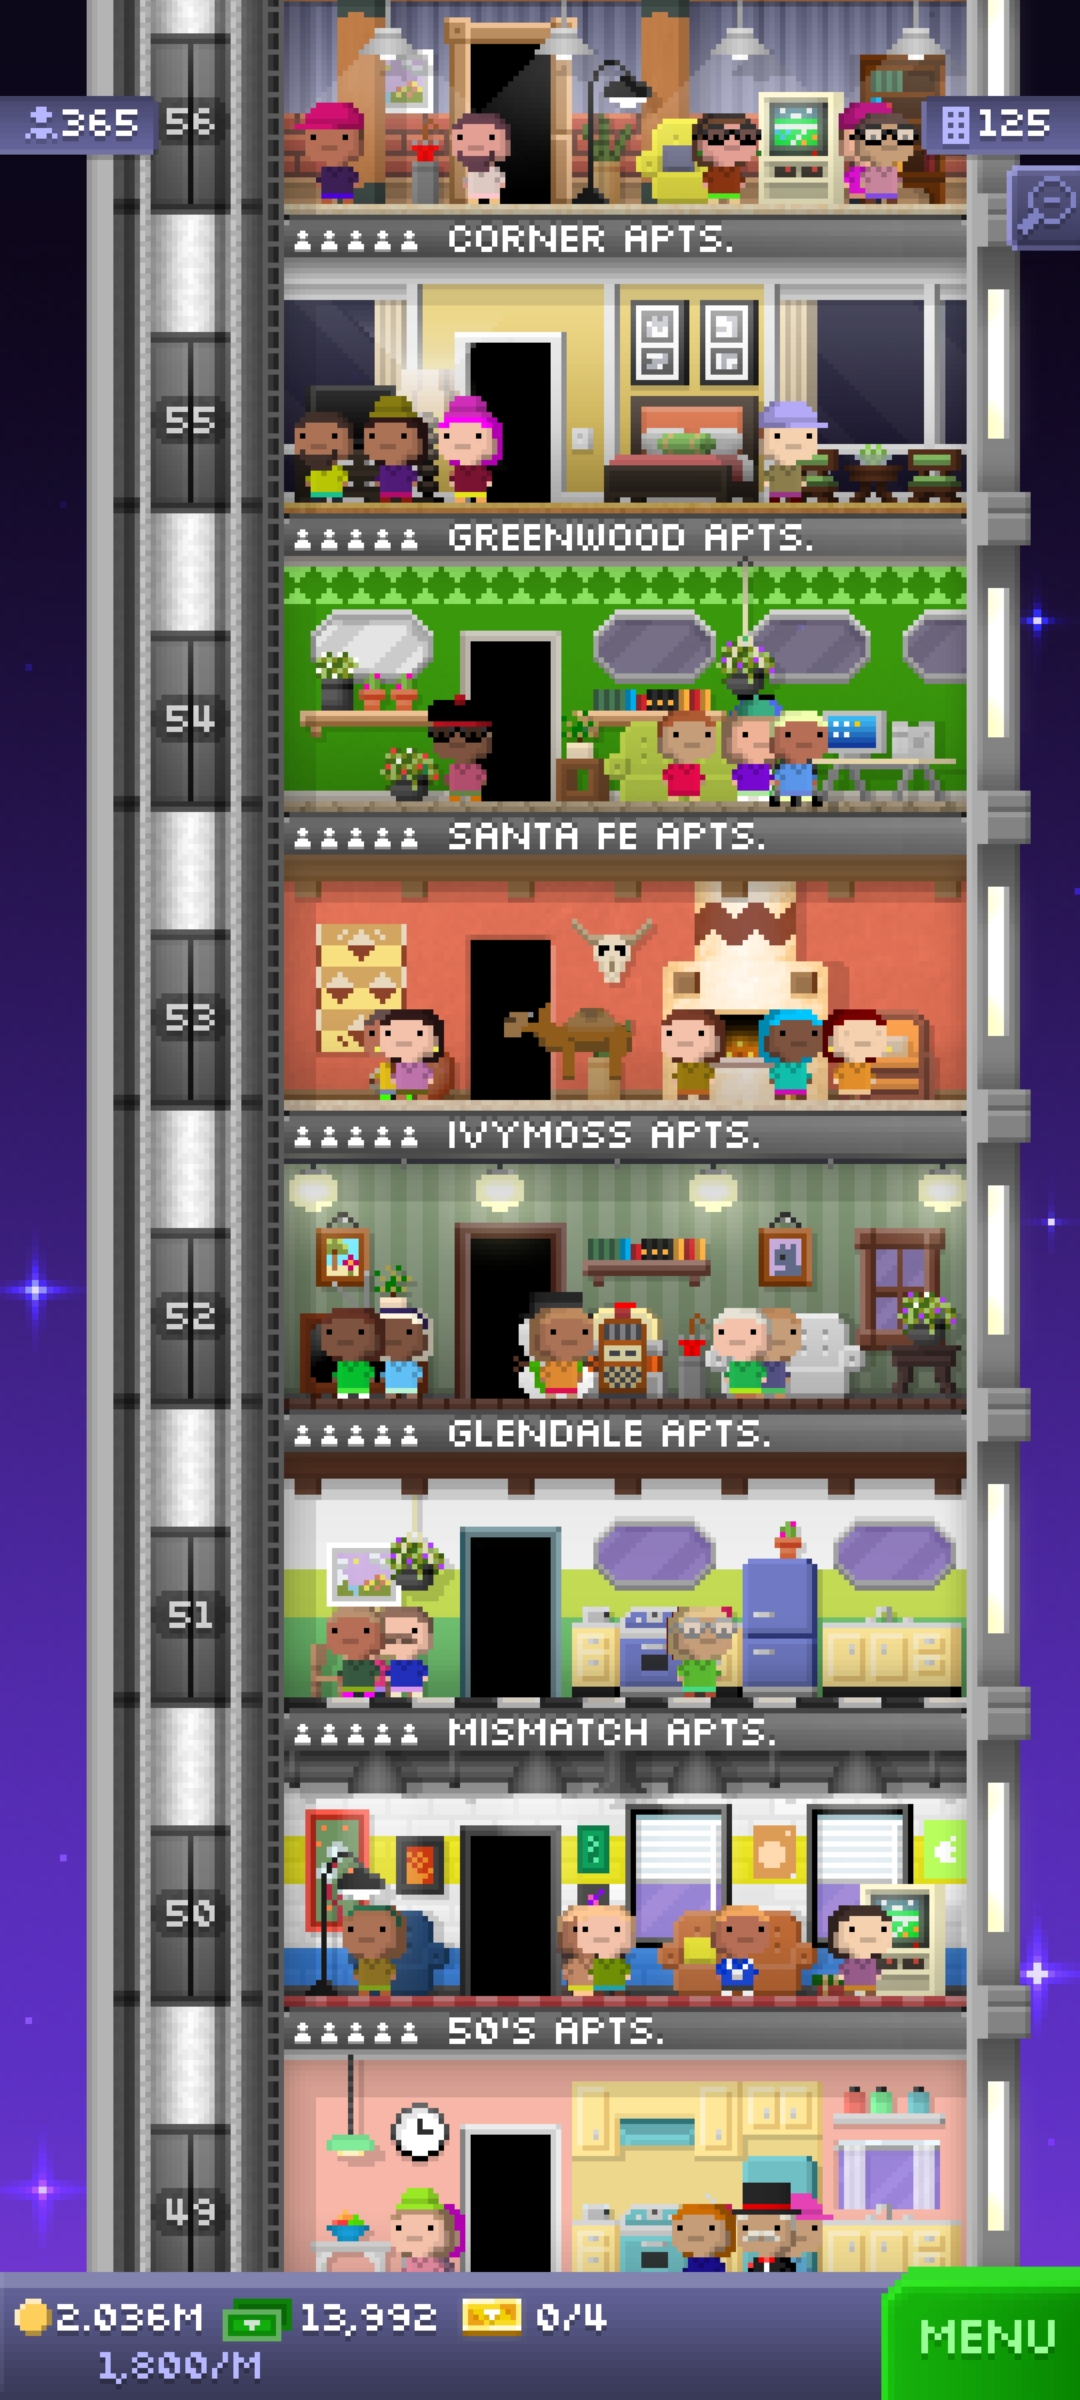 365
56
125
CORNER APTS.
55
GREENWOOD APTS.
54
SANTA FE APTS.
53
IVYMOSS APTS.
52
GLENDALE APTS.
51
MISMATCH APTS.
50
50'S APTS.
49
2.036M 13,992 0/4
1,800/M
MENU